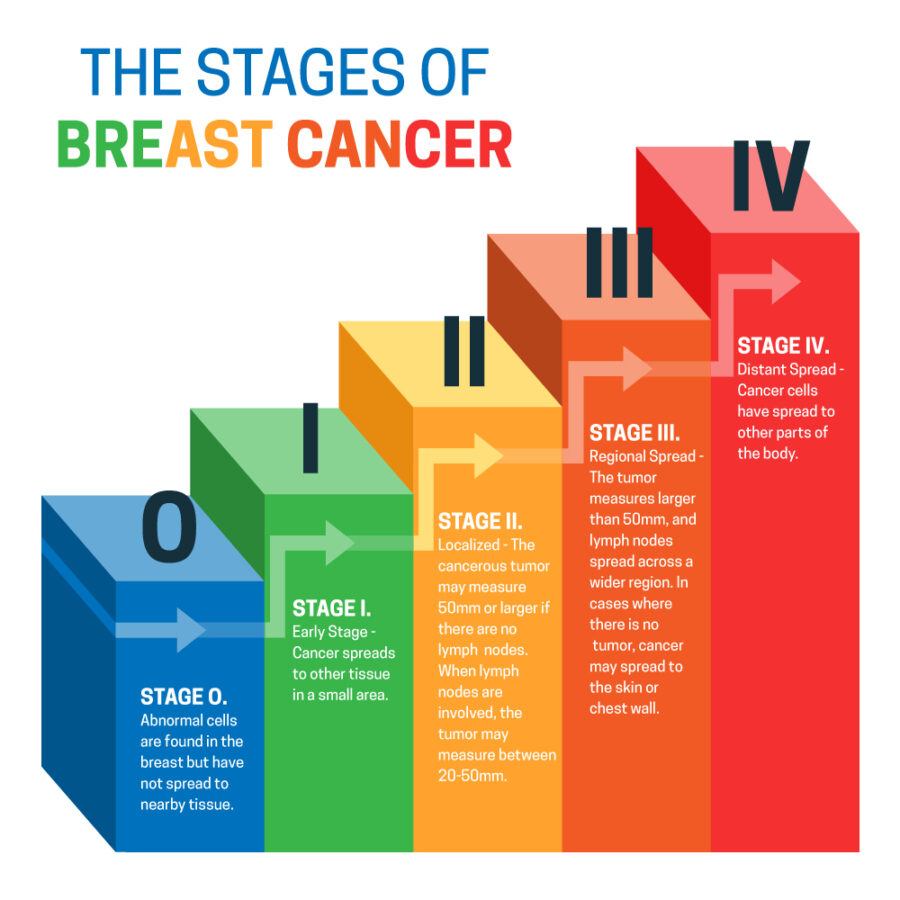 THE STAGES OF
BREAST CANCER
0
STAGE 0.
Abnormal cells
are found in the
breast but have
not spread to
nearby tissue.
I
STAGE I.
Early Stage -
Cancer spreads
to other tissue
in a small area.
II
STAGE II.
Localized - The
cancerous tumor
may measure
50mm or larger if
there are no
lymph nodes.
When lymph
nodes are
involved, the
tumor may
measure between
20-50mm.
III
STAGE III.
Regional Spread -
The tumor
measures larger
than 50mm, and
lymph nodes
spread across a
wider region. In
cases where
there is no
tumor, cancer
may spread to
the skin or
chest wall.
IV
STAGE IV.
Distant Spread -
Cancer cells
have spread to
other parts of
the body.